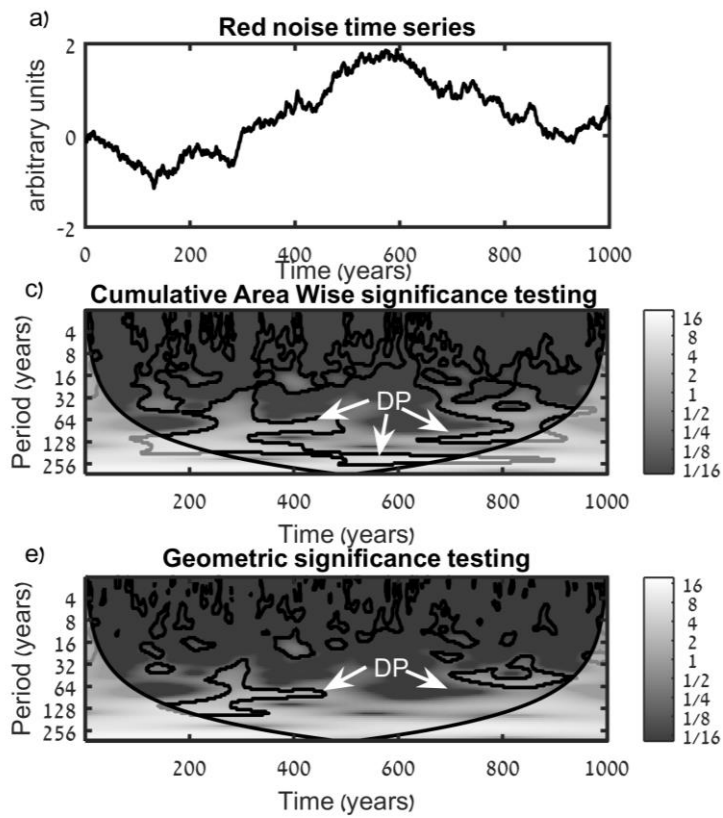 a)
Red noise time series
arbitrary units
2
0
-2
0 200 400 600 800 1000
Time (years)
c)
Cumulative Area Wise significance testing
Period (years)
4
8
16
32
64
128
256
DP
200 400 600 800 1000
Time (years)
16
8
4
2
1
1/2
1/4
1/8
1/16
e)
Geometric significance testing
Period (years)
4
8
16
32
64
128
256
DP
200 400 600 800 1000
Time (years)
16
8
4
2
1
1/2
1/4
1/8
1/16